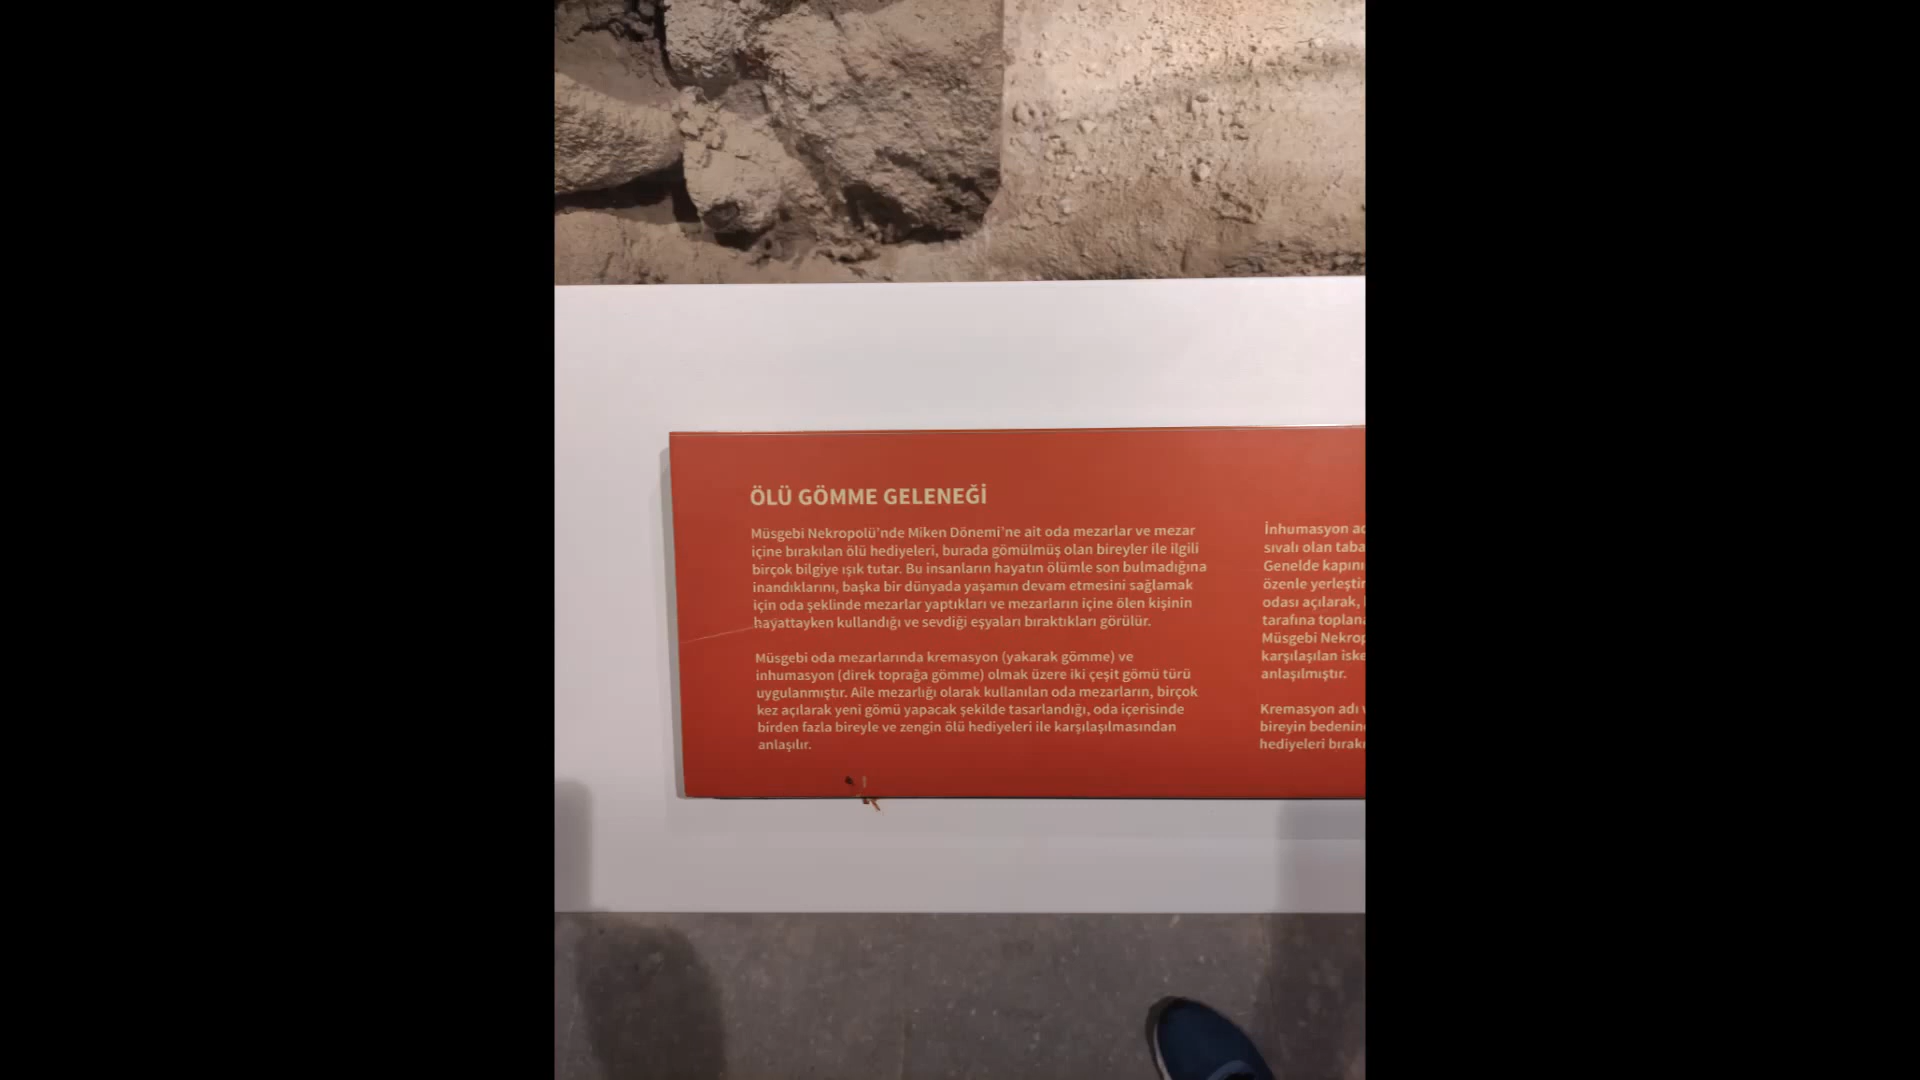 ÖLÜ GÖMME GELENEĞİ
Müsgebi Nekropolü'nde Miken Dönemi'ne ait oda mezarlar ve mezar
içine bırakılan ölü hediyeleri, burada gömülmüş olan bireyler ile ilgili
birçok bilgiye ışık tutar. Bu insanların hayatın ölümle son bulmadığına
inandıklarını, başka bir dünyada yaşamın devam etmesini sağlamak
için oda şeklinde mezarlar yaptıkları ve mezarların içine ölen kişinin
hayattayken kullandığı ve sevdiği eşyaları bıraktıkları görülür.
Müsgebi oda mezarlarında kremasyon (yakarak gömme) ve
inhumasyon (direk toprağa gömme) olmak üzere iki çeşit gömü türü
uygulanmıştır. Aile mezarlığı olarak kullanılan oda mezarların, birçok
kez açılarak yeni gömü yapacak şekilde tasarlandığı, oda içerisinde
birden fazla bireyle ve zengin ölü hediyeleri ile karşılaşılmasından
anlaşılır.
İnhumasyon
sıvalı olan
Genelde
özenle
odası açılarak,
tarafına
Müsgebi
karşılaşılan
anlaşılmıştır.
Kremasyon adı
bireyin
hediyeleri